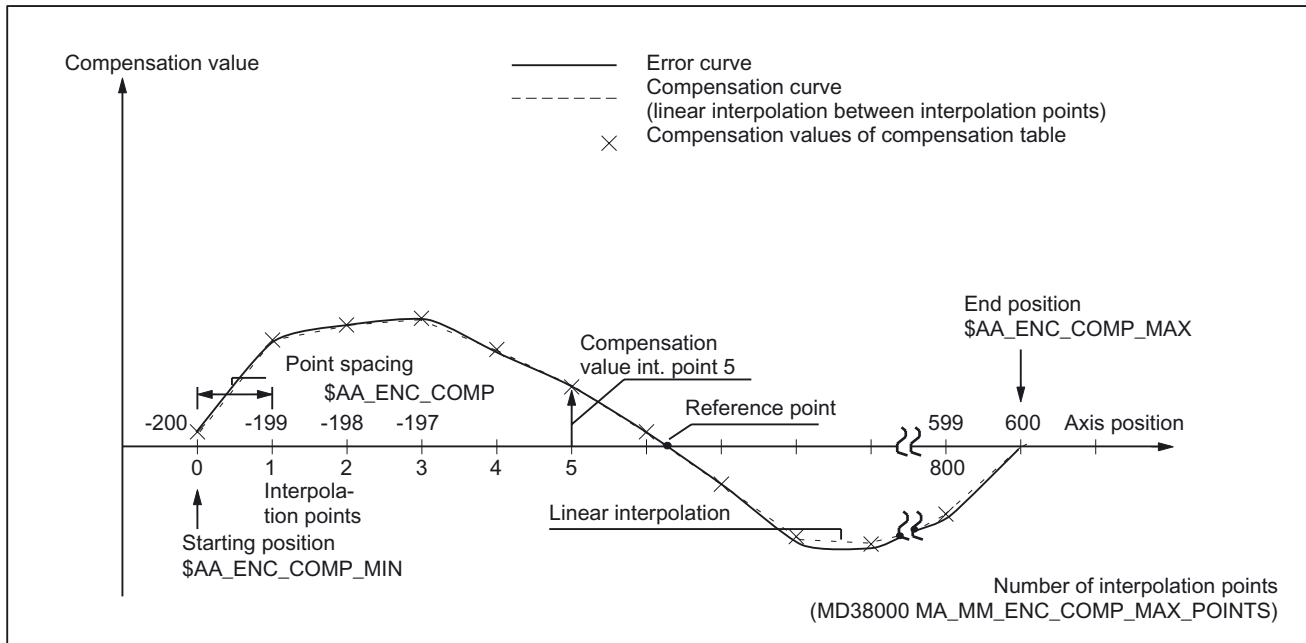 Compensation value
Error curve
Compensation curve
(linear interpolation between interpolation points)
Compensation values of compensation table
End position
$AA_ENC_COMP_MAX
Point spacing
$AA_ENC_COMP
Compensation
value int. point 5
Reference point
-200 -199 -198 -197 599 600 Axis position
0 1 2 3 4 5 800
Interpola-
tion points
Linear interpolation
Starting position
$AA_ENC_COMP_MIN
Number of interpolation points
(MD38000 MA_MM_ENC_COMP_MAX_POINTS)